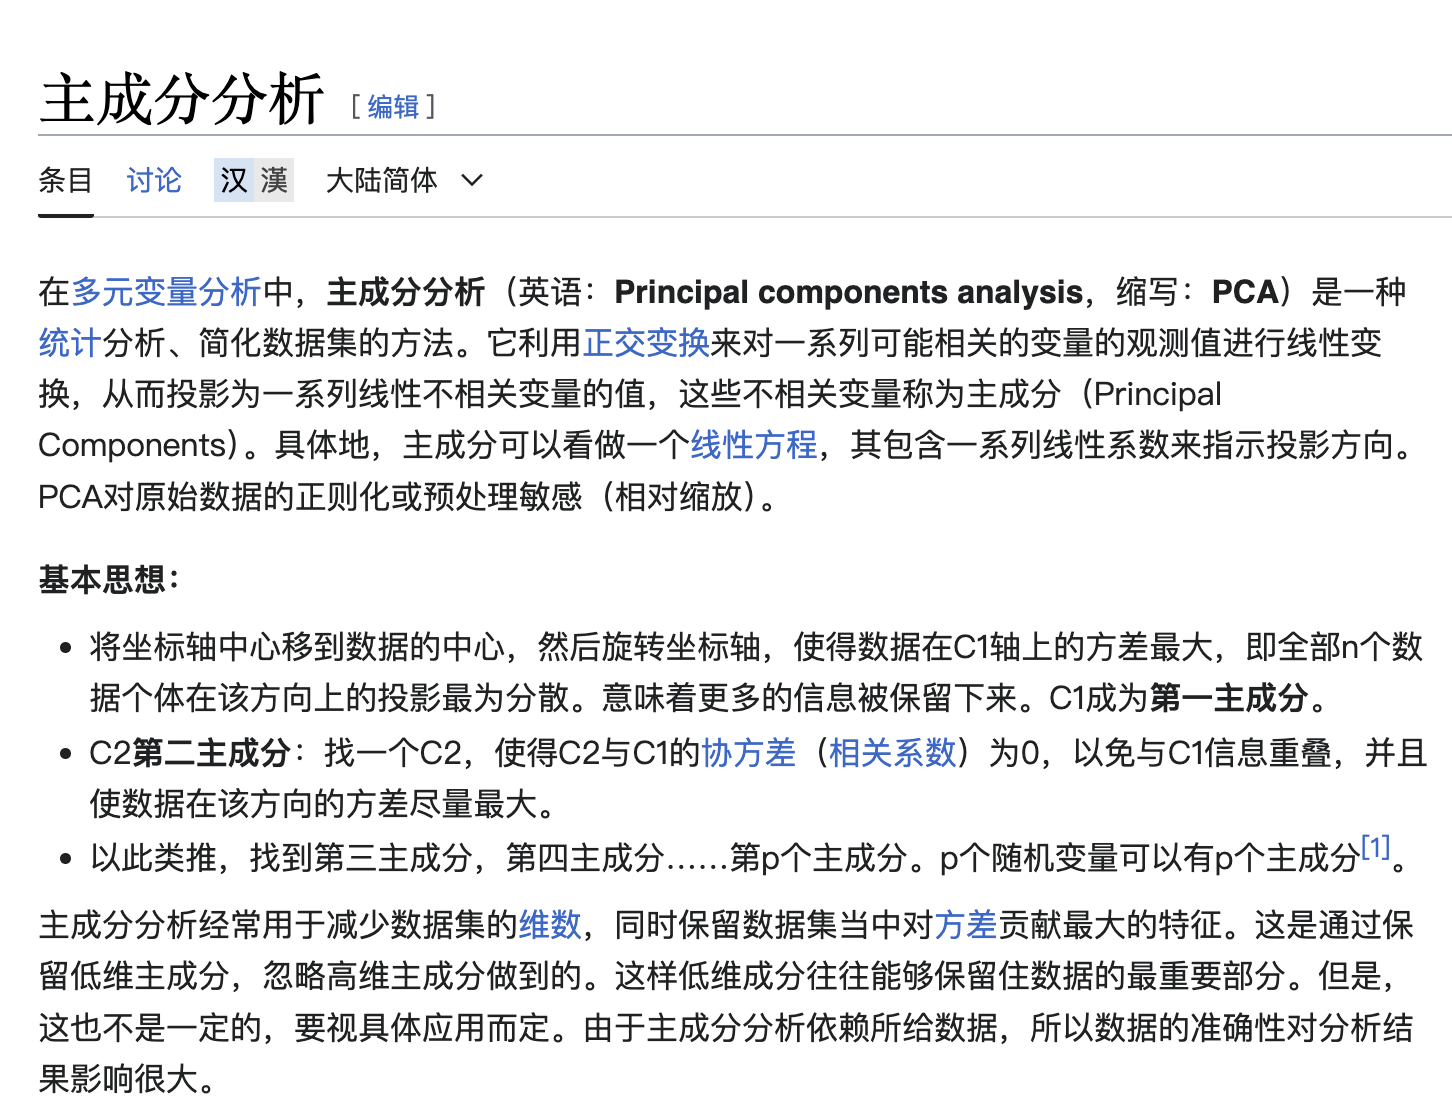 主成分分析 [编辑]
条目 讨论 汉 漢 大陆简体
在多元变量分析中，主成分分析（英语：Principal components analysis，缩写：PCA）是一种
统计分析、简化数据集的方法。它利用正交变换来对一系列可能相关的变量的观测值进行线性变
换，从而投影为一系列线性不相关变量的值，这些不相关变量称为主成分（Principal
Components）。具体地，主成分可以看做一个线性方程，其包含一系列线性系数来指示投影方向。
PCA对原始数据的正则化或预处理敏感（相对缩放）。
基本思想：
• 将坐标轴中心移到数据的中心，然后旋转坐标轴，使得数据在C1轴上的方差最大，即全部n个数
据个体在该方向上的投影最为分散。意味着更多的信息被保留下来。C1成为第一主成分。
• C2第二主成分：找一个C2，使得C2与C1的协方差（相关系数）为0，以免与C1信息重叠，并且
使数据在该方向的方差尽量最大。
• 以此类推，找到第三主成分，第四主成分……第p个主成分。p个随机变量可以有p个主成分[1]。
主成分分析经常用于减少数据集的维数，同时保留数据集当中对方差贡献最大的特征。这是通过保
留低维主成分，忽略高维主成分做到的。这样低维成分往往能够保留住数据的最重要部分。但是，
这也不是一定的，要视具体应用而定。由于主成分分析依赖所给数据，所以数据的准确性对分析结
果影响很大。